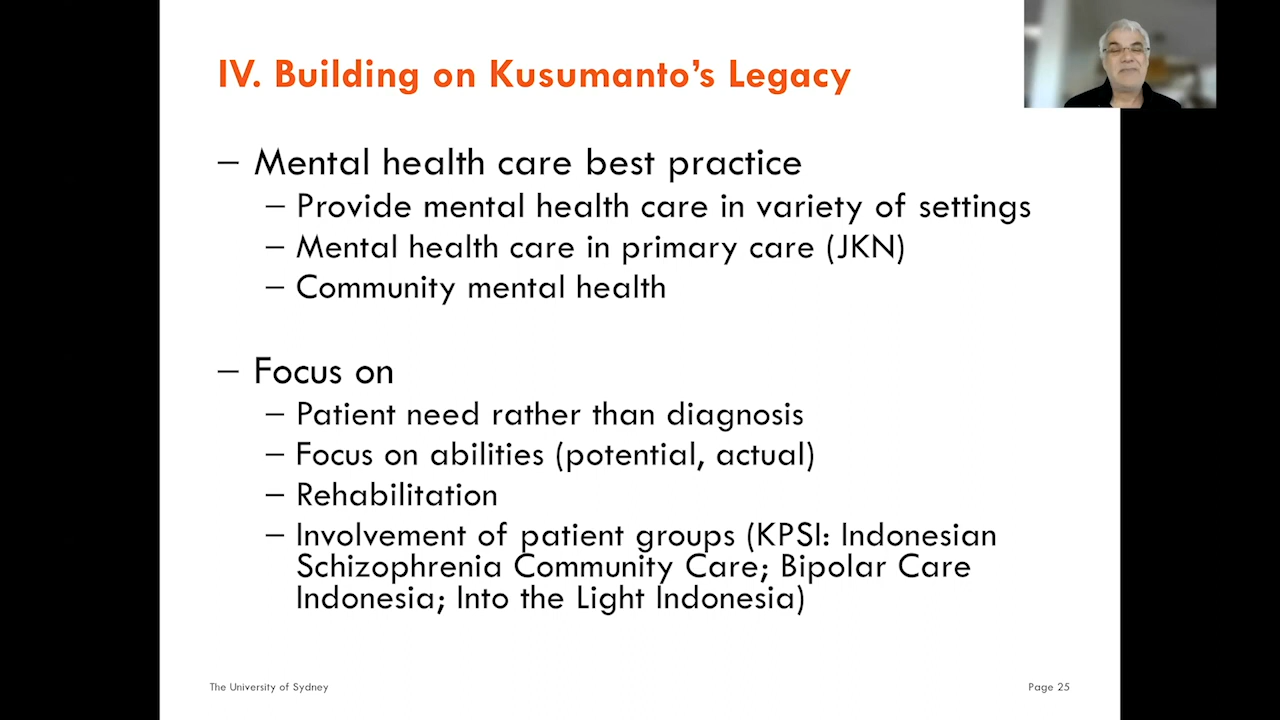 IV. Building on Kusumanto’s Legacy
– Mental health care best practice
– Provide mental health care in variety of settings
– Mental health care in primary care (JKN)
– Community mental health
– Focus on
– Patient need rather than diagnosis
– Focus on abilities (potential, actual)
– Rehabilitation
– Involvement of patient groups (KPSI: Indonesian
Schizophrenia Community Care; Bipolar Care
Indonesia; Into the Light Indonesia)
The University of Sydney
Page 25